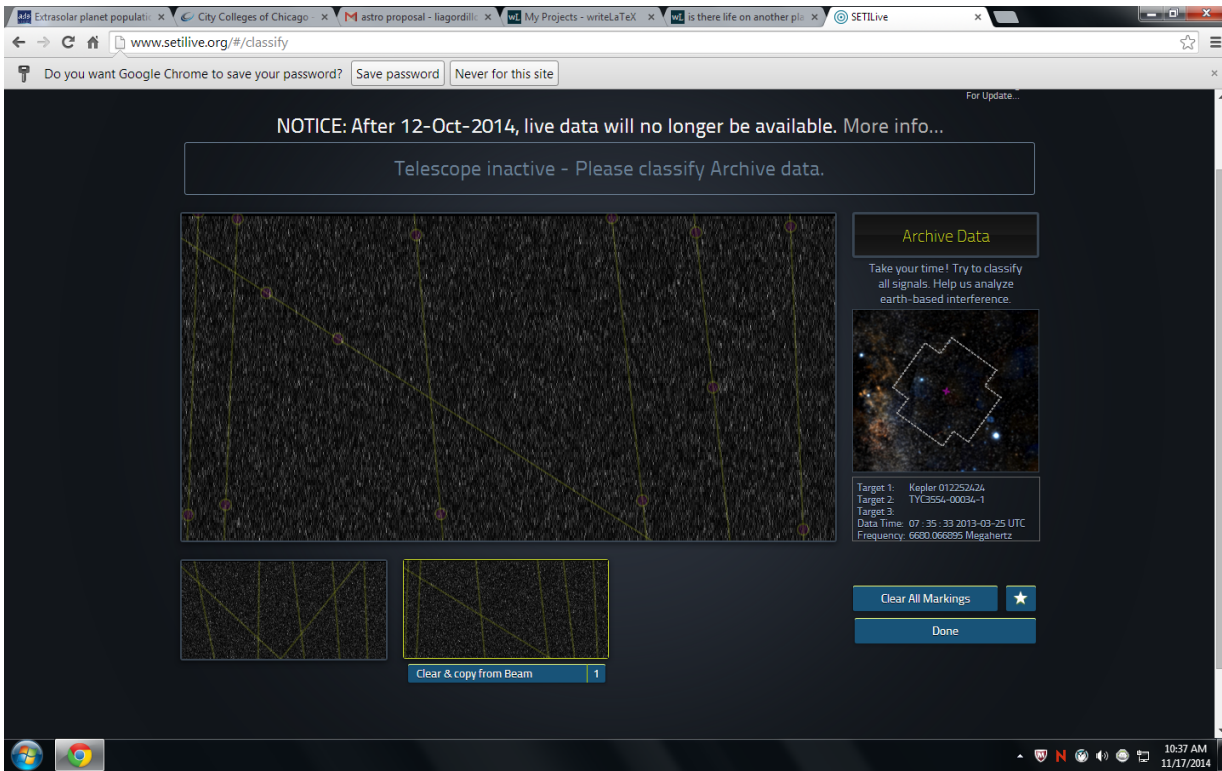 Extrasolar planet populatio
City Colleges of Chicago -
astro proposal - liagordillo
My Projects - writeLaTeX
is there life on another pla
SETILive
www.setilive.org/#/classify
Do you want Google Chrome to save your password? Save password Never for this site
For Update...
NOTICE: After 12-Oct-2014, live data will no longer be available. More info...
Telescope inactive - Please classify Archive data.
Archive Data
Take your time! Try to classify
all signals. Help us analyze
earth-based interference.
Target 1: Kepler 012252424
Target 2: TYC3554-00034-1
Target 3:
Data Time: 07 : 35 : 33 2013-03-25 UTC
Frequency: 6680.066895 Megahertz
Clear All Markings
Done
Clear & copy from Beam 1
10:37 AM
11/17/2014